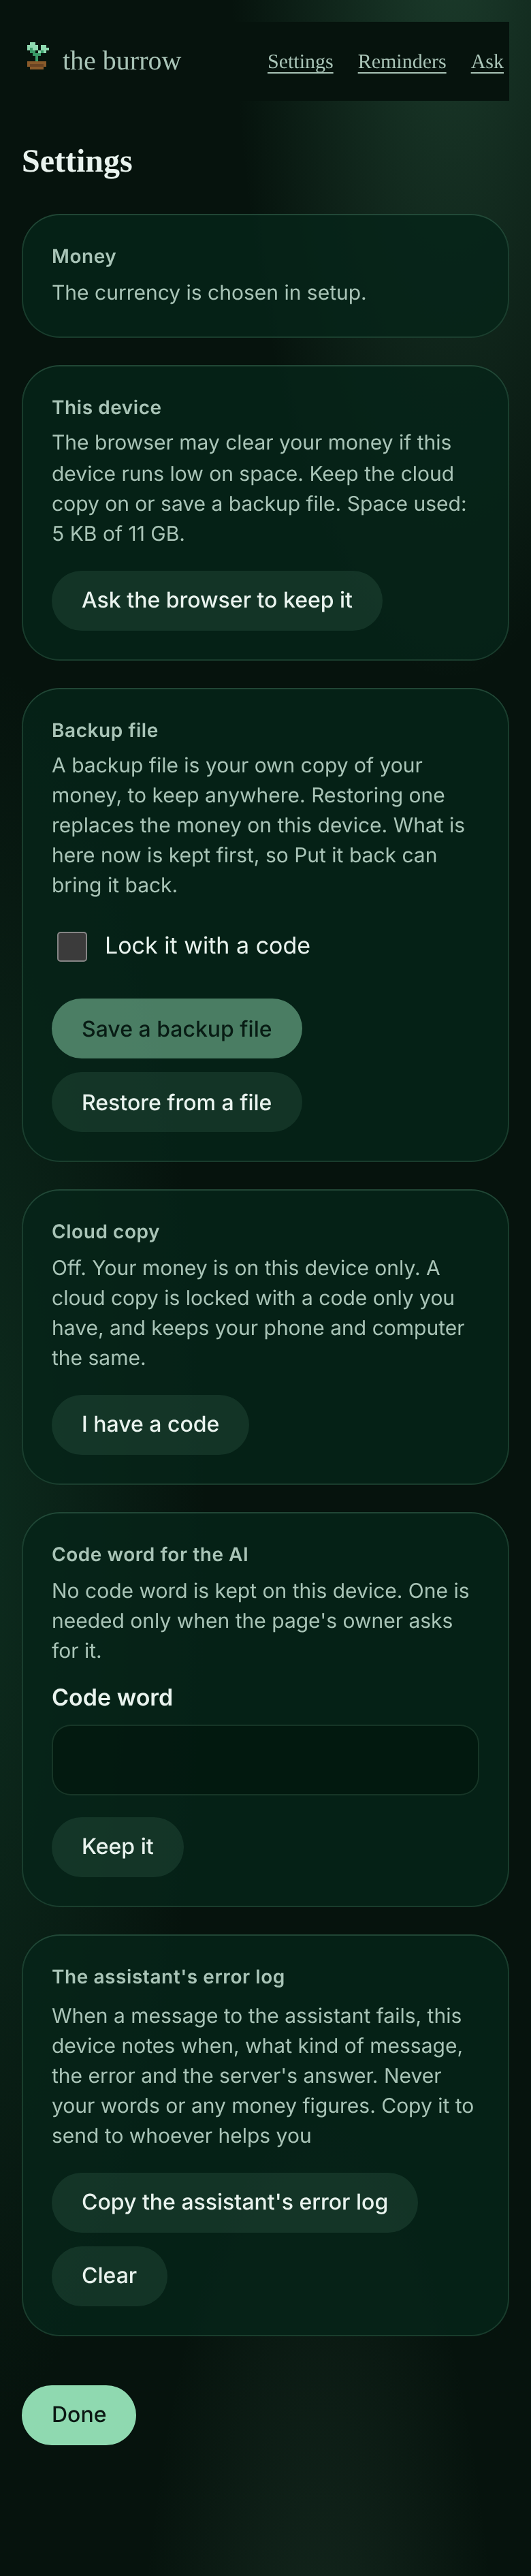 the burrow
Settings Reminders Ask
Settings
Money
The currency is chosen in setup.
This device
The browser may clear your money if this
device runs low on space. Keep the cloud
copy on or save a backup file. Space used:
5 KB of 11 GB.
Ask the browser to keep it
Backup file
A backup file is your own copy of your
money, to keep anywhere. Restoring one
replaces the money on this device. What is
here now is kept first, so Put it back can
bring it back.
Lock it with a code
Save a backup file
Restore from a file
Cloud copy
Off. Your money is on this device only. A
cloud copy is locked with a code only you
have, and keeps your phone and computer
the same.
I have a code
Code word for the AI
No code word is kept on this device. One is
needed only when the page's owner asks
for it.
Code word
Keep it
The assistant's error log
When a message to the assistant fails, this
device notes when, what kind of message,
the error and the server's answer. Never
your words or any money figures. Copy it to
send to whoever helps you
Copy the assistant's error log
Clear
Done